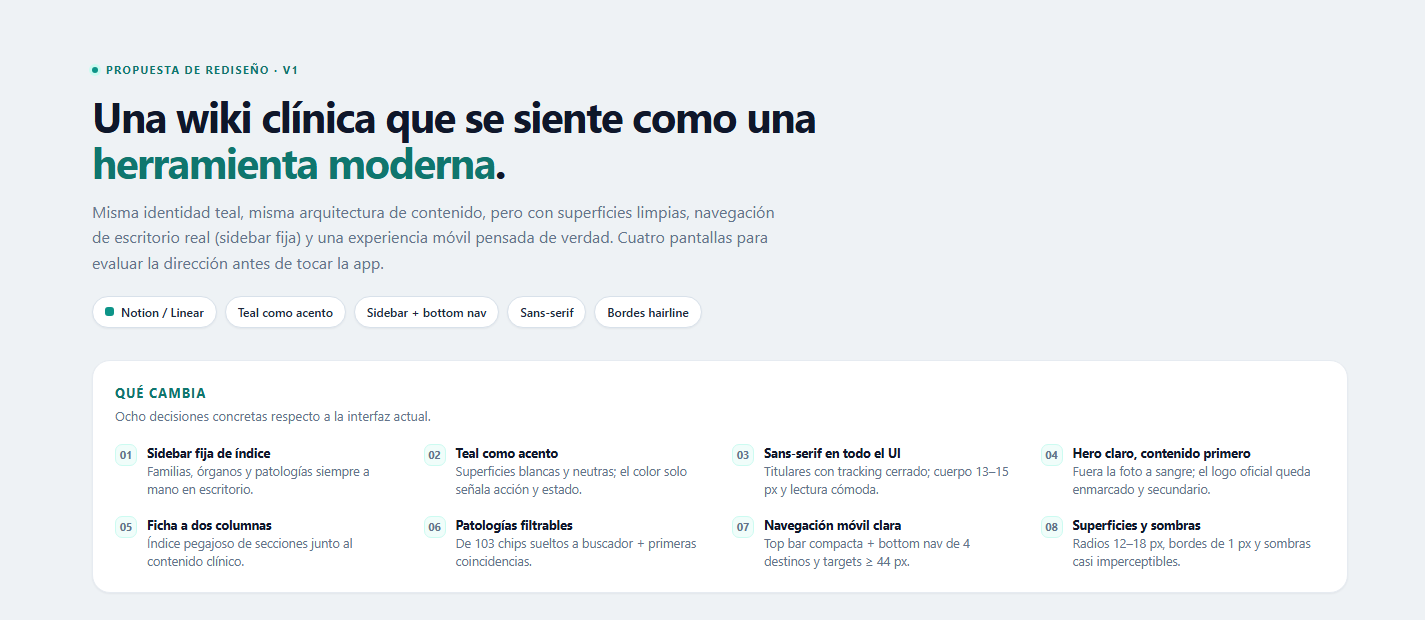 PROPUESTA DE REDISEÑO · V1
Una wiki clínica que se siente como una
herramienta moderna.
Misma identidad teal, misma arquitectura de contenido, pero con superficies limpias, navegación
de escritorio real (sidebar fija) y una experiencia móvil pensada de verdad. Cuatro pantallas para
evaluar la dirección antes de tocar la app.
Notion / Linear
Teal como acento
Sidebar + bottom nav
Sans-serif
Bordes hairline
QUÉ CAMBIA
Ocho decisiones concretas respecto a la interfaz actual.
01 Sidebar fija de índice
Familias, órganos y patologías siempre a
mano en escritorio.
02 Teal como acento
Superficies blancas y neutras; el color solo
señala acción y estado.
03 Sans-serif en todo el UI
Titulares con tracking cerrado; cuerpo 13–15
px y lectura cómoda.
04 Hero claro, contenido primero
Fuera la foto a sangre; el logo oficial queda
enmarcado y secundario.
05 Ficha a dos columnas
Índice pegajoso de secciones junto al
contenido clínico.
06 Patologías filtrables
De 103 chips sueltos a buscador + primeras
coincidencias.
07 Navegación móvil clara
Top bar compacta + bottom nav de 4
destinos y targets ≥ 44 px.
08 Superficies y sombras
Radios 12–18 px, bordes de 1 px y sombras
casi imperceptibles.